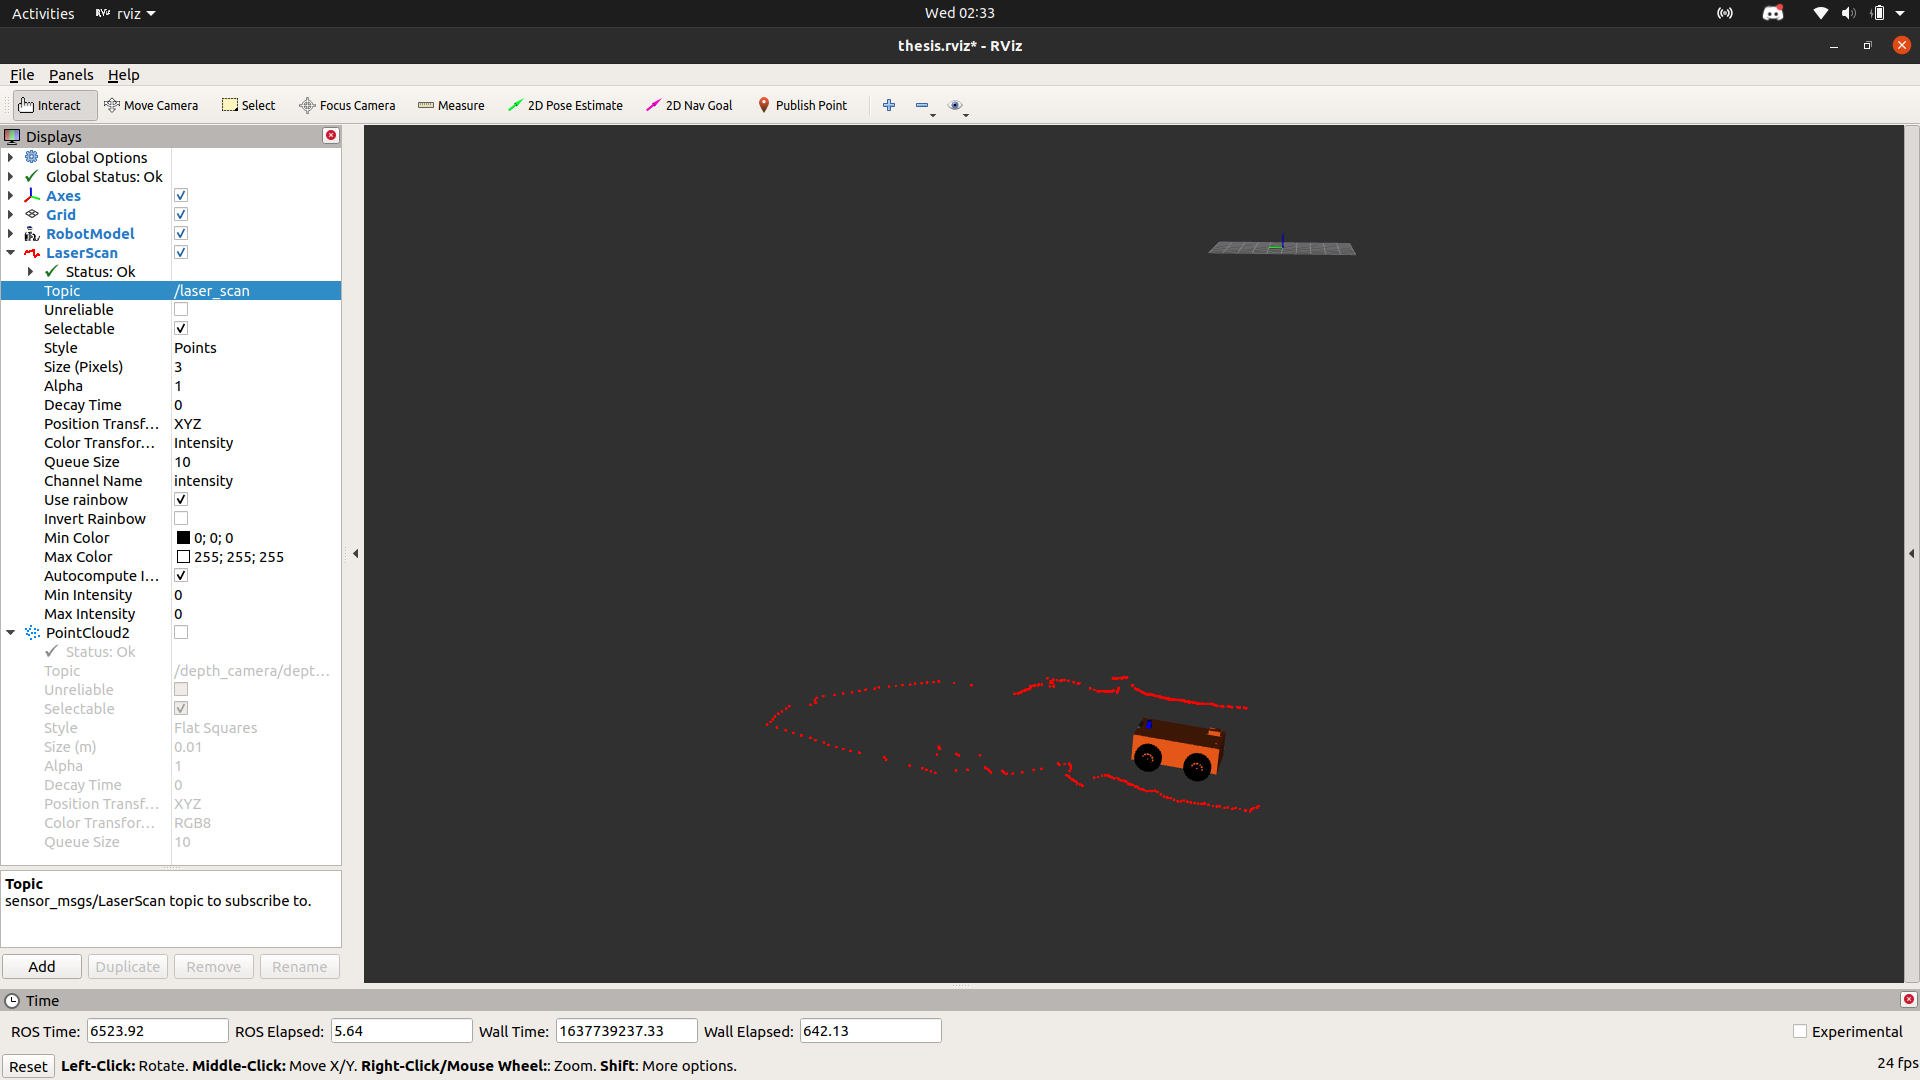 Activities RViz rviz Wed 02:33
thesis.rviz* - RViz
File Panels Help
Interact Move Camera Select Focus Camera Measure 2D Pose Estimate 2D Nav Goal Publish Point
Displays
Global Options
Global Status: Ok
Axes
Grid
RobotModel
LaserScan
Status: Ok
Topic /laser_scan
Unreliable
Selectable
Style Points
Size (Pixels) 3
Alpha 1
Decay Time 0
Position Transf... XYZ
Color Transfor... Intensity
Queue Size 10
Channel Name intensity
Use rainbow
Invert Rainbow
Min Color 0; 0; 0
Max Color 255; 255; 255
Autocompute I...
Min Intensity 0
Max Intensity 0
PointCloud2
Status: Ok
Topic /depth_camera/dept...
Unreliable
Selectable
Style Flat Squares
Size (m) 0.01
Alpha 1
Decay Time 0
Position Transf... XYZ
Color Transfor... RGB8
Queue Size 10
Topic
sensor_msgs/LaserScan topic to subscribe to.
Add Duplicate Remove Rename
Time
ROS Time: 6523.92 ROS Elapsed: 5.64 Wall Time: 1637739237.33 Wall Elapsed: 642.13 Experimental
Reset Left-Click: Rotate. Middle-Click: Move X/Y. Right-Click/Mouse Wheel:: Zoom. Shift: More options. 24 fps